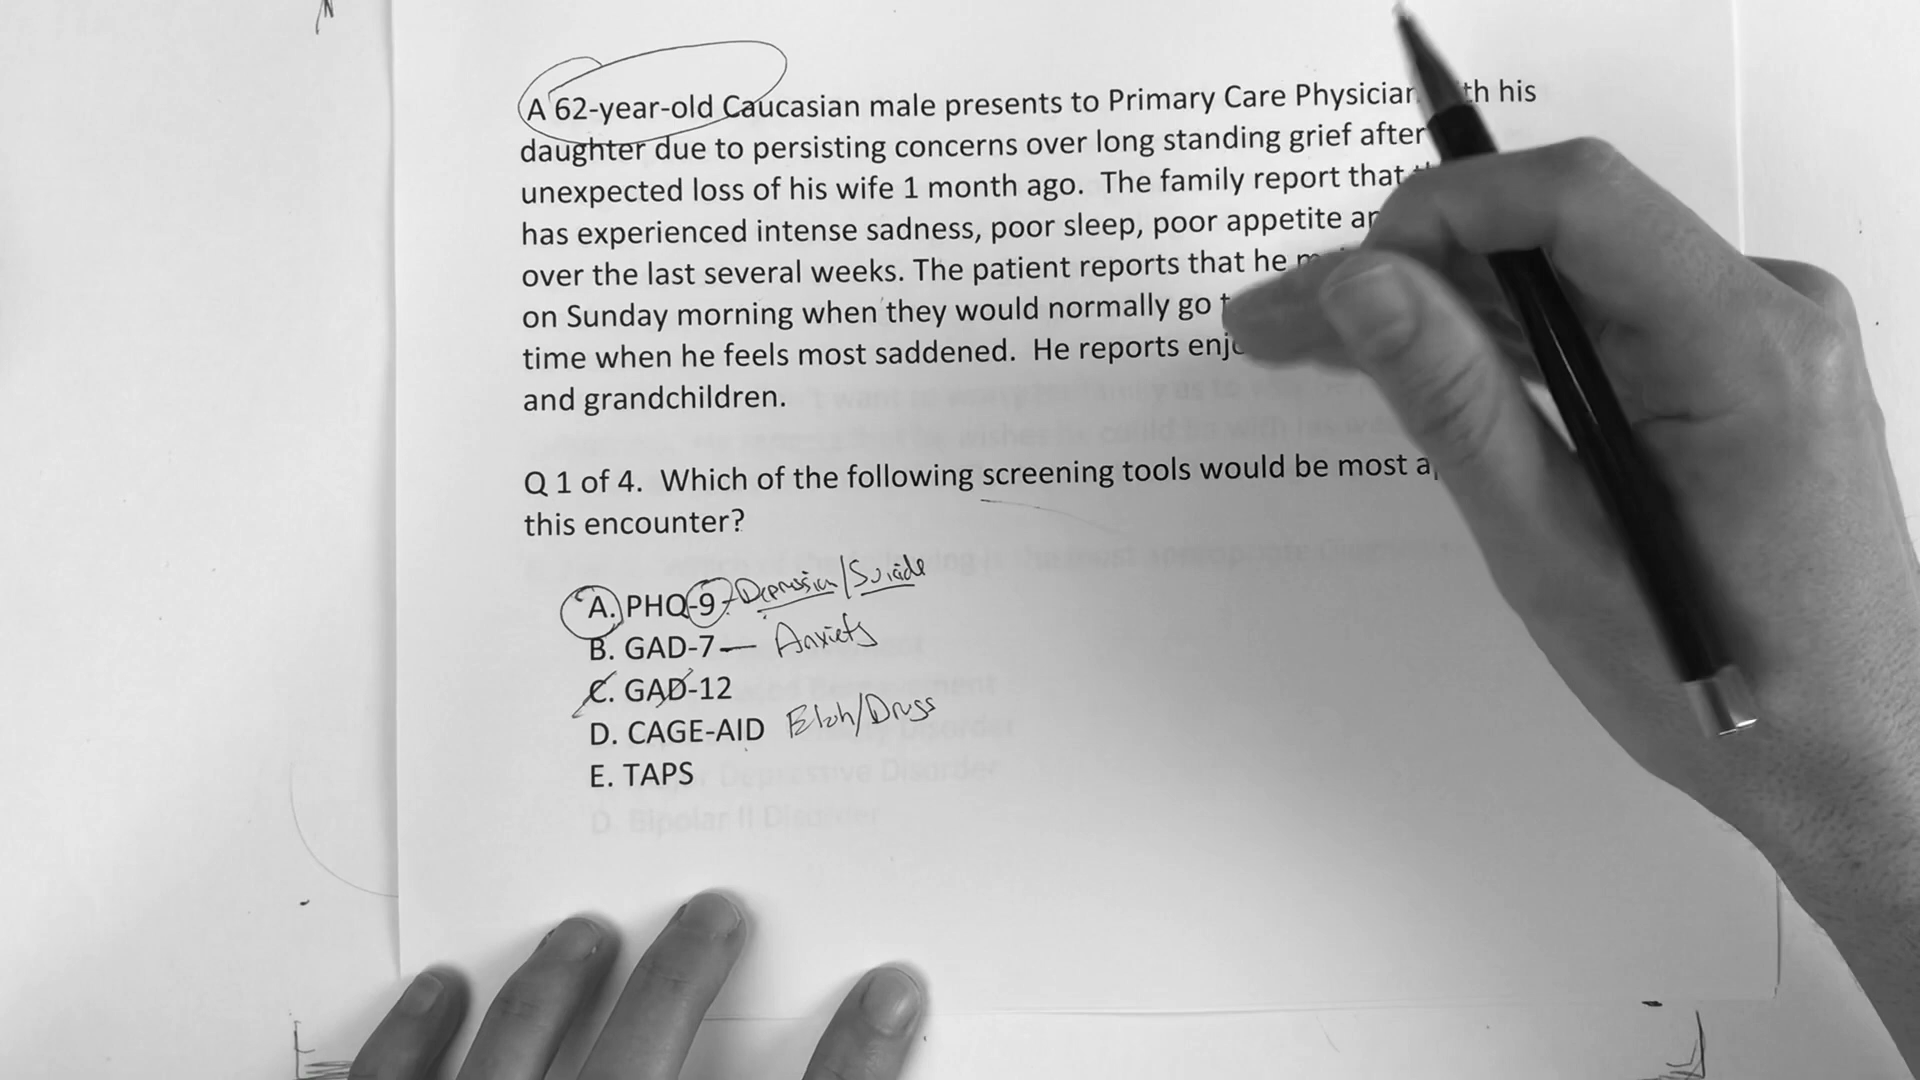 A 62-year-old Caucasian male presents to Primary Care Physician his
daughter due to persisting concerns over long standing grief after
unexpected loss of his wife 1 month ago. The family report that
has experienced intense sadness, poor sleep, poor appetite
over the last several weeks. The patient reports that he
on Sunday morning when they would normally go
time when he feels most saddened. He reports
and grandchildren.
Q 1 of 4. Which of the following screening tools would be most
this encounter?
A. PHQ-9 - Depression/Suicide
B. GAD-7 — Anxiety
C. GAD-12
D. CAGE-AID Etoh/Drugs
E. TAPS
D. Bipolar II Disorder